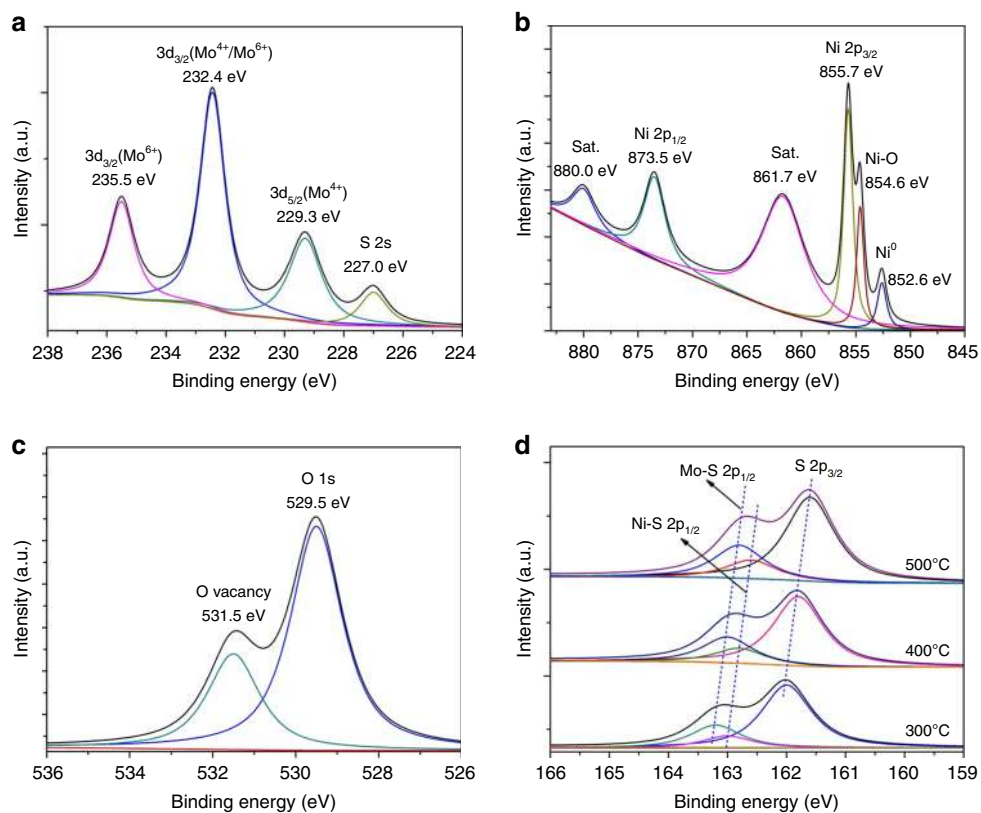 a
3d3/2(Mo4+/Mo6+)
232.4 eV
3d3/2(Mo6+)
235.5 eV
3d5/2(Mo4+)
229.3 eV
S 2s
227.0 eV
Intensity (a.u.)
238 236 234 232 230 229 227 226 224
Binding energy (eV)
b
Ni 2p3/2
855.7 eV
Ni 2p1/2
873.5 eV
Sat.
880.0 eV
Sat.
861.7 eV
Ni-O
854.6 eV
Ni0
852.6 eV
Intensity (a.u.)
880 875 870 865 860 855 850 845
Binding energy (eV)
c
O 1s
529.5 eV
O vacancy
531.5 eV
Intensity (a.u.)
536 534 532 530 528 526
Binding energy (eV)
d
Mo-S 2p1/2
S 2p3/2
Ni-S 2p1/2
500°C
400°C
300°C
Intensity (a.u.)
166 165 164 163 162 161 160 159
Binding energy (eV)